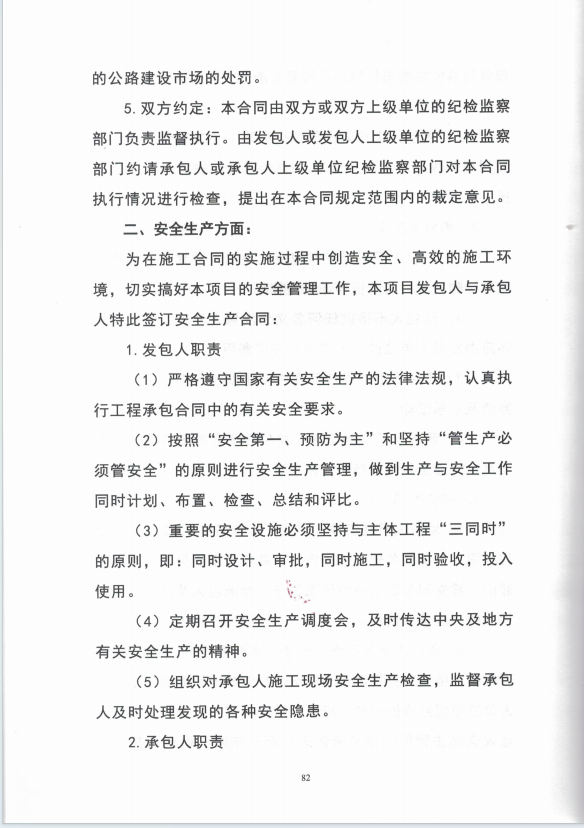 的公路建设市场的处罚。
5. 双方约定：本合同由双方或双方上级单位的纪检监察
部门负责监督执行。由发包人或发包人上级单位的纪检监察
部门约请承包人或承包人上级单位纪检监察部门对本合同
执行情况进行检查，提出在本合同规定范围内的裁定意见。
二、安全生产方面：
为在施工合同的实施过程中创造安全、高效的施工环
境，切实搞好本项目的安全管理工作，本项目发包人与承包
人特此签订安全生产合同：
1. 发包人职责
（1）严格遵守国家有关安全生产的法律法规，认真执
行工程承包合同中的有关安全要求。
（2）按照“安全第一、预防为主”和坚持“管生产必
须管安全”的原则进行安全生产管理，做到生产与安全工作
同时计划、布置、检查、总结和评比。
（3）重要的安全设施必须坚持与主体工程“三同时”
的原则，即：同时设计、审批，同时施工，同时验收，投入
使用。
（4）定期召开安全生产调度会，及时传达中央及地方
有关安全生产的精神。
（5）组织对承包人施工现场安全生产检查，监督承包
人及时处理发现的各种安全隐患。
2. 承包人职责
82